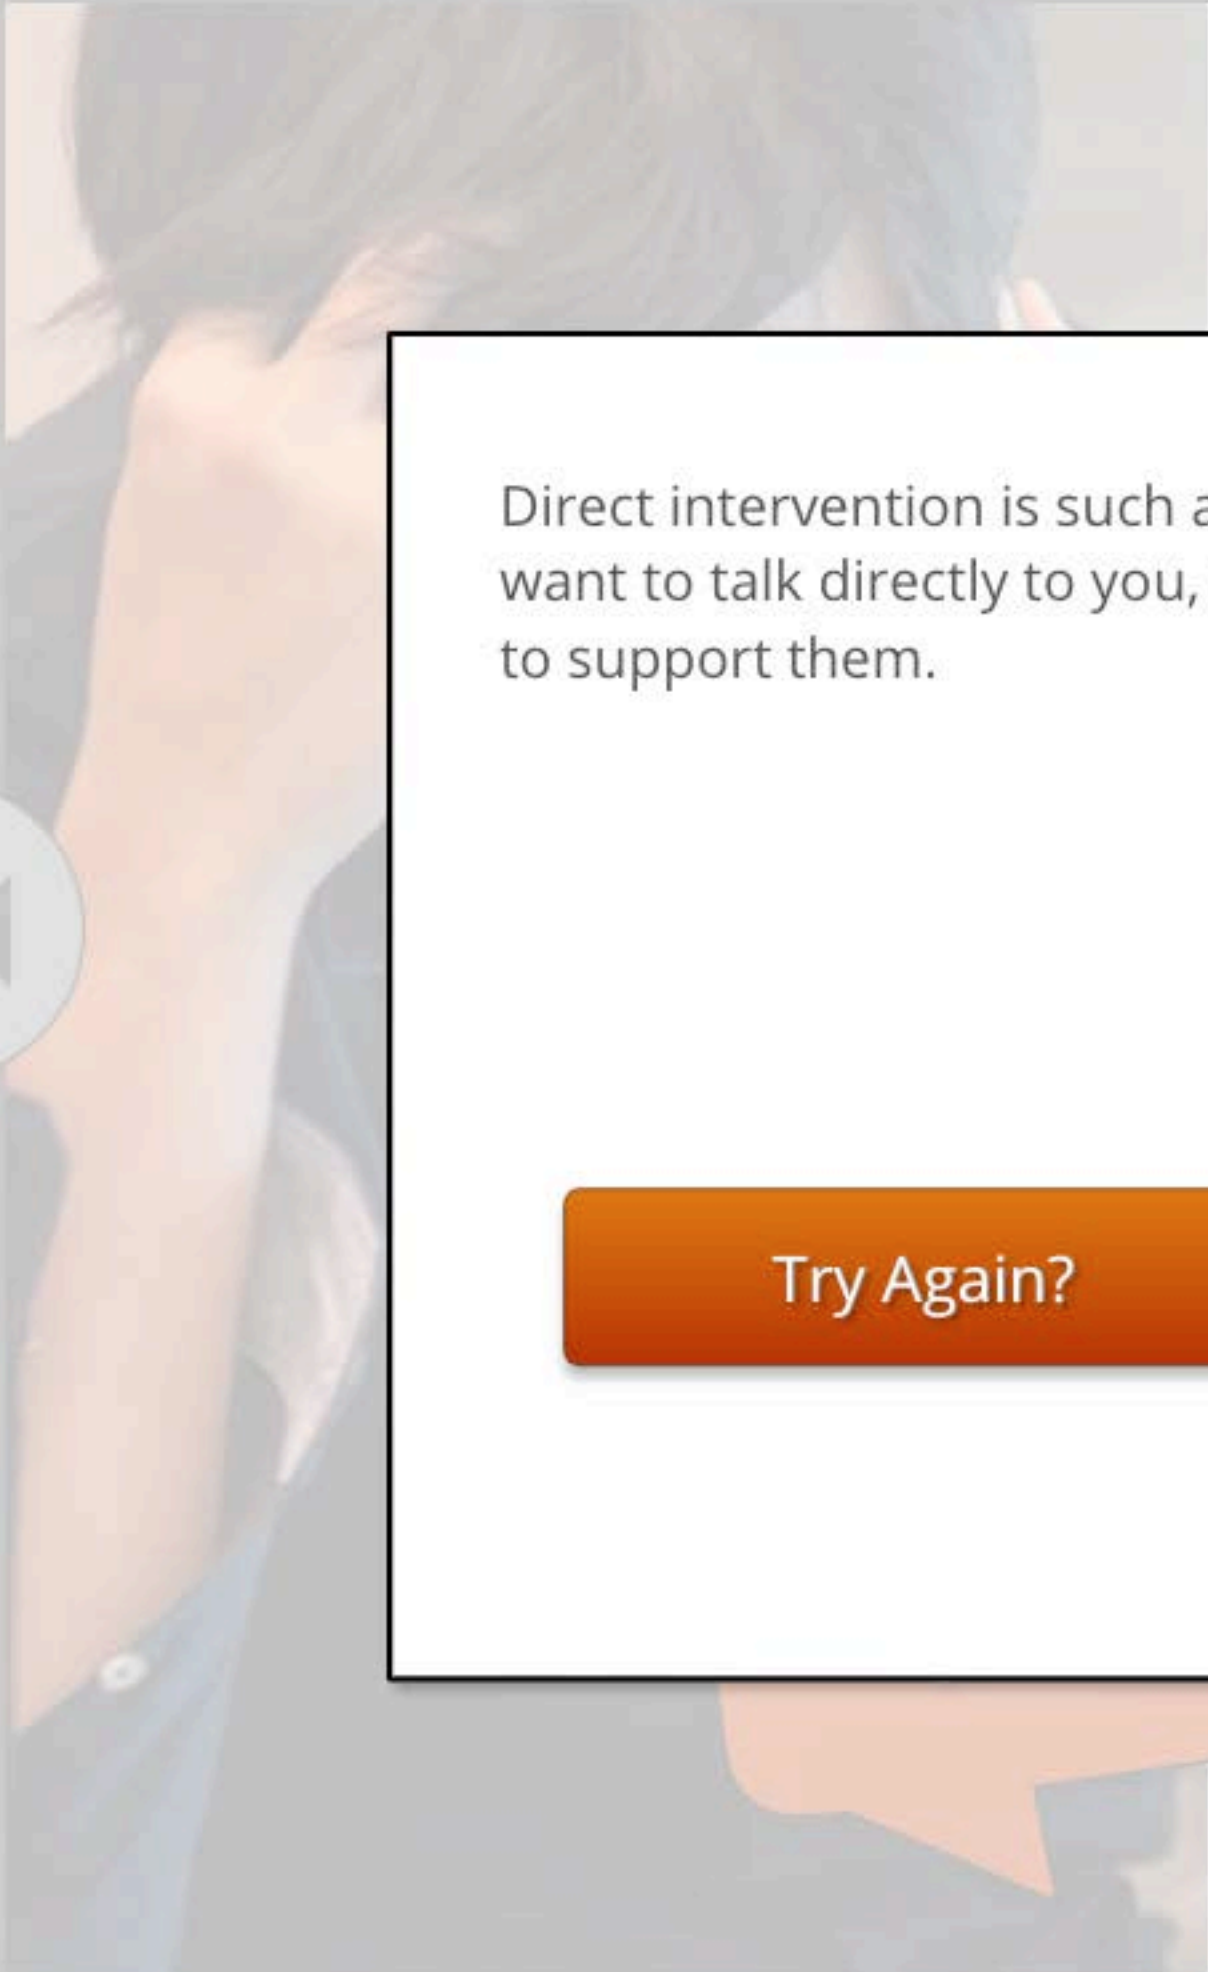 Direct intervention is such a
want to talk directly to you,
to support them.
Try Again?